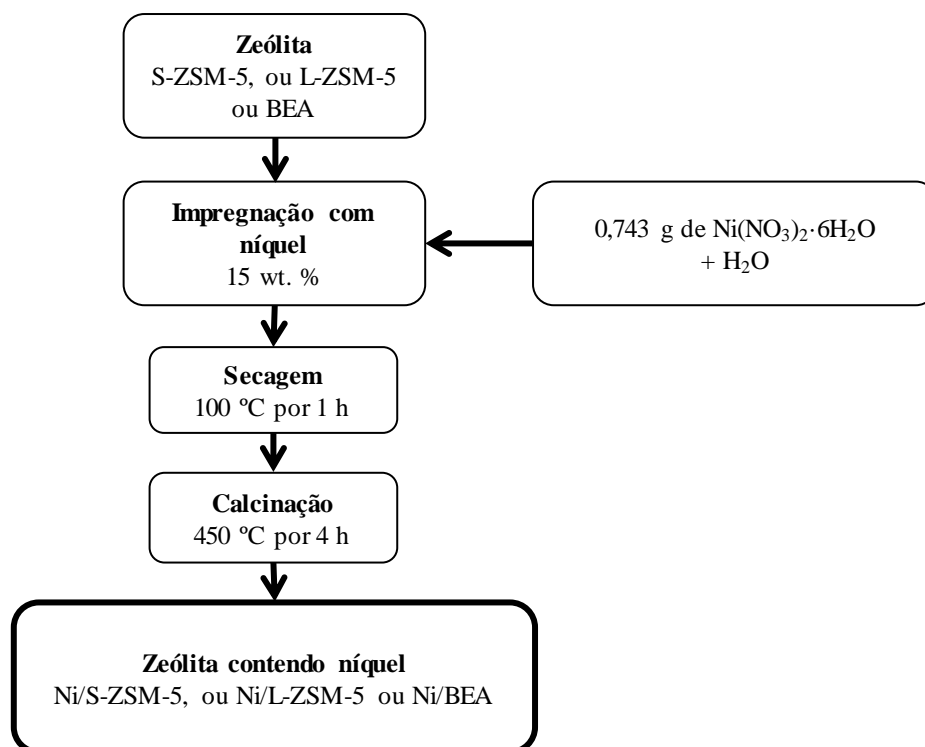 Zeólita
S-ZSM-5, ou L-ZSM-5
ou BEA
Impregnação com
níquel
15 wt. %
0,743 g de Ni(NO₃)₂·6H₂O
+ H₂O
Secagem
100 ºC por 1 h
Calcinação
450 ºC por 4 h
Zeólita contendo níquel
Ni/S-ZSM-5, ou Ni/L-ZSM-5 ou Ni/BEA